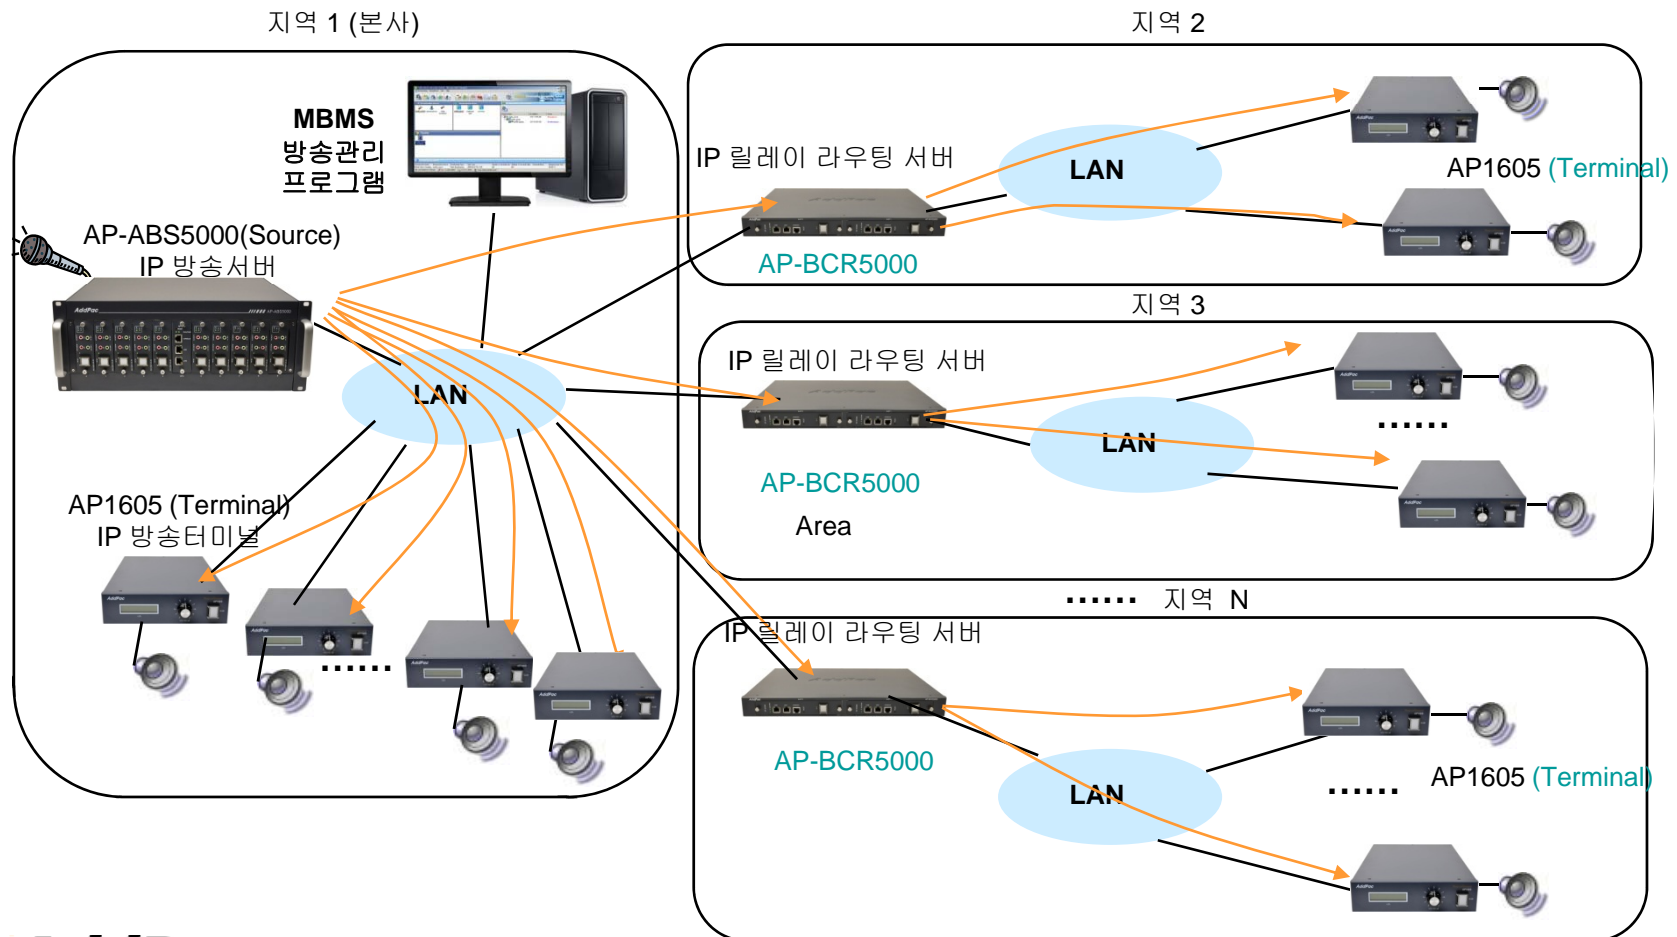 지역 1 (본사)
MBMS
방송관리
프로그램
AP-ABS5000(Source)
IP 방송서버
AddPac
LAN
AP1605 (Terminal)
IP 방송터미널
......
지역 2
IP 릴레이 라우팅 서버
LAN
AP1605 (Terminal)
AP-BCR5000
지역 3
IP 릴레이 라우팅 서버
LAN
......
AP-BCR5000
Area
...... 지역 N
IP 릴레이 라우팅 서버
AP-BCR5000
LAN
AP1605 (Terminal)
......